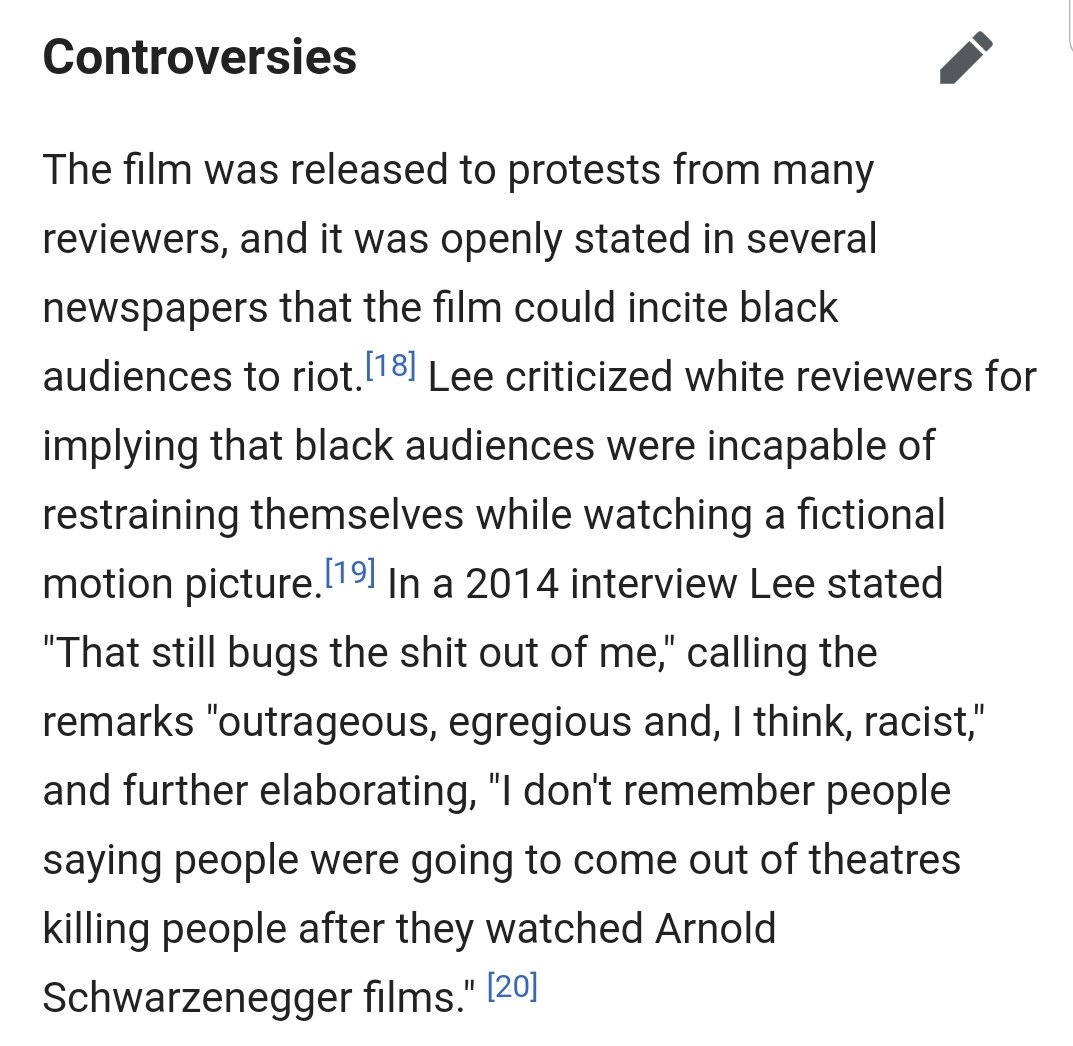 Controversies
The film was released to protests from many
reviewers, and it was openly stated in several
newspapers that the film could incite black
audiences to riot.[18] Lee criticized white reviewers for
implying that black audiences were incapable of
restraining themselves while watching a fictional
motion picture.[19] In a 2014 interview Lee stated
"That still bugs the shit out of me," calling the
remarks "outrageous, egregious and, I think, racist,"
and further elaborating, "I don't remember people
saying people were going to come out of theatres
killing people after they watched Arnold
Schwarzenegger films." [20]